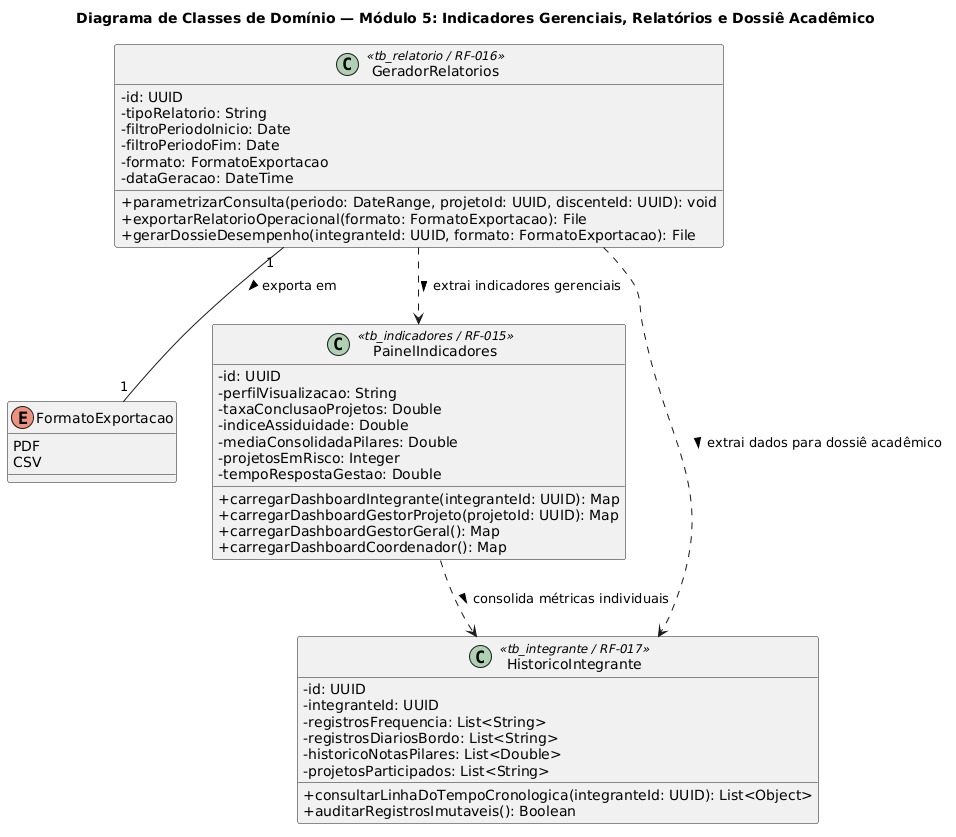 Diagrama de Classes de Domínio — Módulo 5: Indicadores Gerenciais, Relatórios e Dossiê Acadêmico
C
«tb_relatorio / RF-016»
GeradorRelatorios
-id: UUID
-tipoRelatorio: String
-filtroPeriodoInicio: Date
-filtroPeriodoFim: Date
-formato: FormatoExportacao
-dataGeracao: DateTime
+parametrizarConsulta(periodo: DateRange, projetoId: UUID, discenteId: UUID): void
+exportarRelatorioOperacional(formato: FormatoExportacao): File
+gerarDossieDesempenho(integranteId: UUID, formato: FormatoExportacao): File
1
exporta em
extrai indicadores gerenciais
C
«tb_indicadores / RF-015»
PainelIndicadores
-id: UUID
-perfilVisualizacao: String
-taxaConclusaoProjetos: Double
-indiceAssiduidade: Double
-mediaConsolidadaPilares: Double
-projetosEmRisco: Integer
-tempoRespostaGestao: Double
+carregarDashboardIntegrante(integranteId: UUID): Map
+carregarDashboardGestorProjeto(projetoId: UUID): Map
+carregarDashboardGestorGeral(): Map
+carregarDashboardCoordenador(): Map
1
E FormatoExportacao
PDF
CSV
extrai dados para dossiê acadêmico
consolida métricas individuais
C
«tb_integrante / RF-017»
HistoricoIntegrante
-id: UUID
-integranteId: UUID
-registrosFrequencia: List<String>
-registrosDiariosBordo: List<String>
-historicoNotasPilares: List<Double>
-projetosParticipados: List<String>
+consultarLinhaDoTempoCronologica(integranteId: UUID): List<Object>
+auditarRegistrosImutaveis(): Boolean